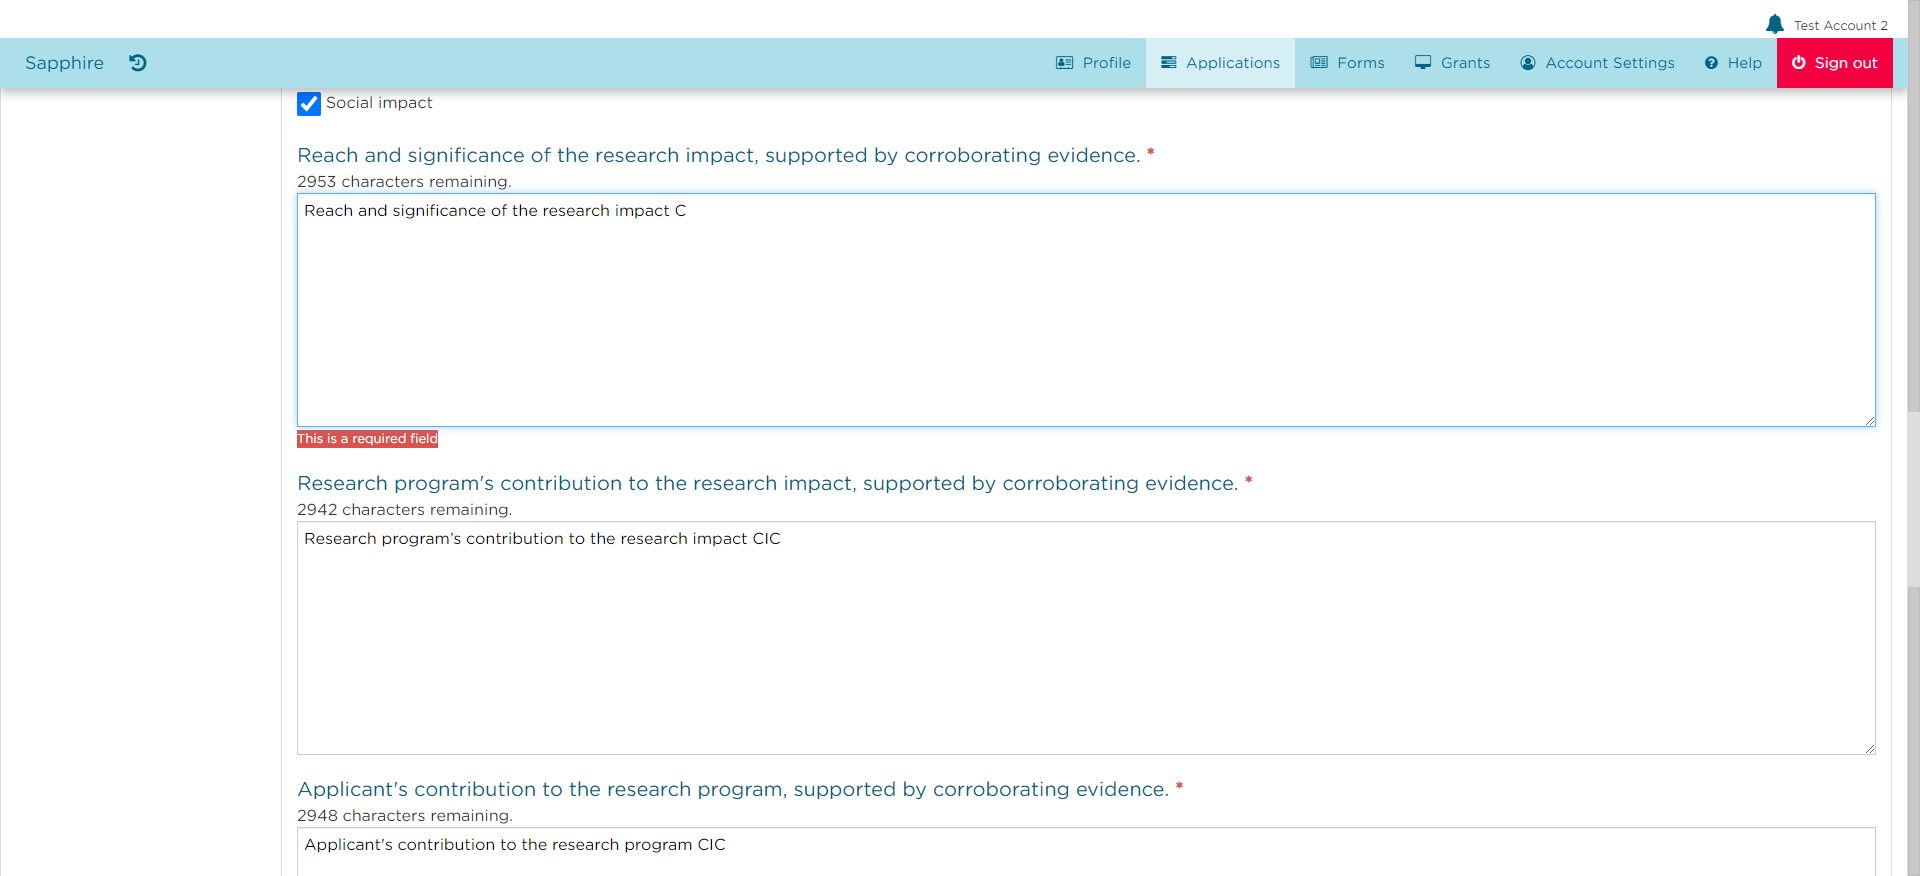 Test Account 2
Sapphire
Profile
Applications
Forms
Grants
Account Settings
Help
Sign out
Social impact
Reach and significance of the research impact, supported by corroborating evidence. *
2953 characters remaining.
Reach and significance of the research impact C
This is a required field
Research program's contribution to the research impact, supported by corroborating evidence. *
2942 characters remaining.
Research program’s contribution to the research impact CIC
Applicant's contribution to the research program, supported by corroborating evidence. *
2948 characters remaining.
Applicant's contribution to the research program CIC